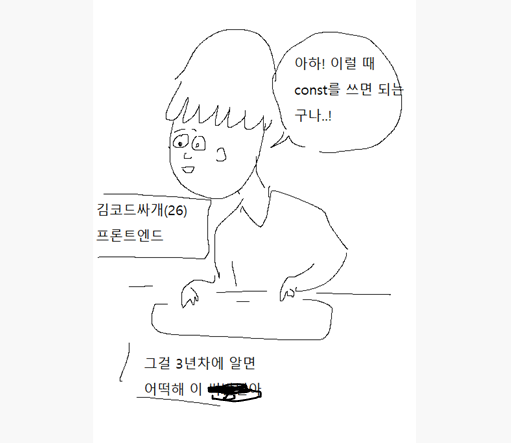 아하! 이럴 때
const를 쓰면 되는
구나..!
김코드싸개(26)
프론트엔드
그걸 3년차에 알면
어떡해 이